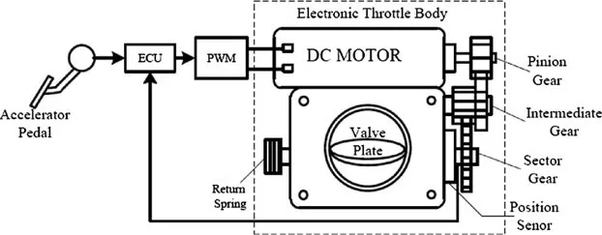 Electronic Throttle Body
ECU
PWM
DC MOTOR
Pinion
Gear
Accelerator
Pedal
Intermediate
Gear
Valve
Plate
Sector
Gear
Return
Spring
Position
Senor